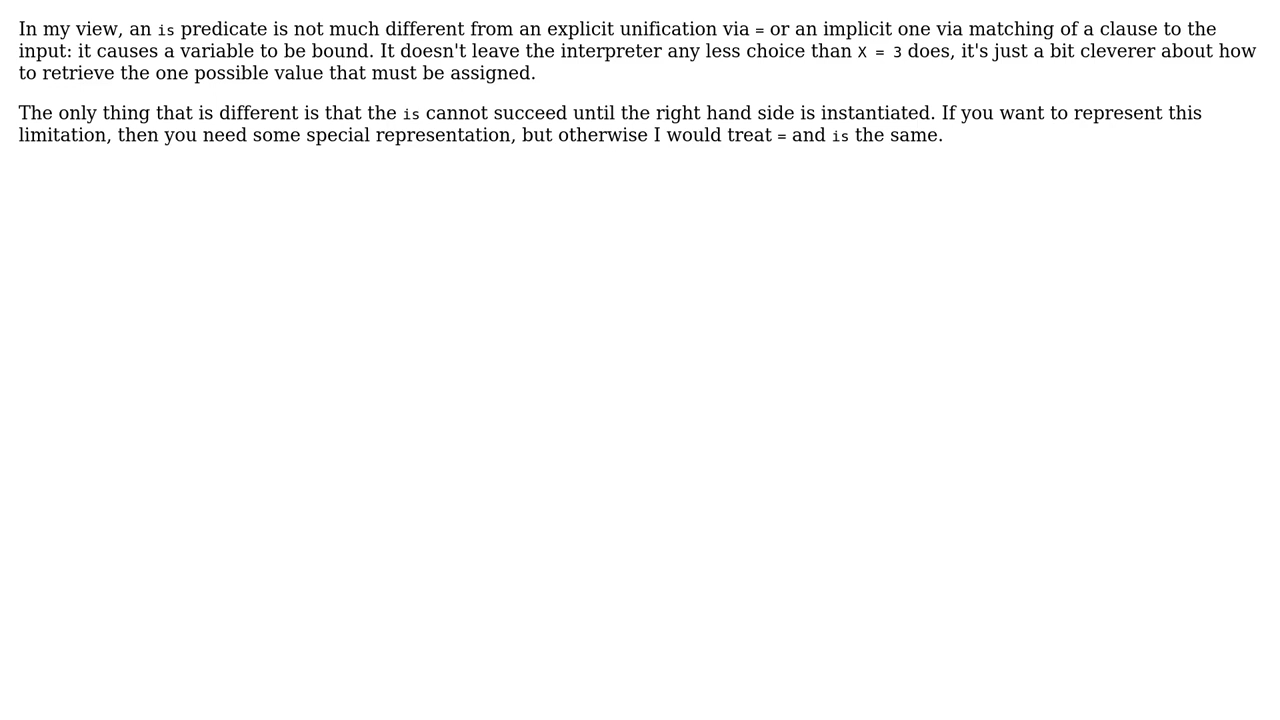 In my view, an is predicate is not much different from an explicit unification via = or an implicit one via matching of a clause to the
input: it causes a variable to be bound. It doesn't leave the interpreter any less choice than X = 3 does, it's just a bit cleverer about how
to retrieve the one possible value that must be assigned.
The only thing that is different is that the is cannot succeed until the right hand side is instantiated. If you want to represent this
limitation, then you need some special representation, but otherwise I would treat = and is the same.